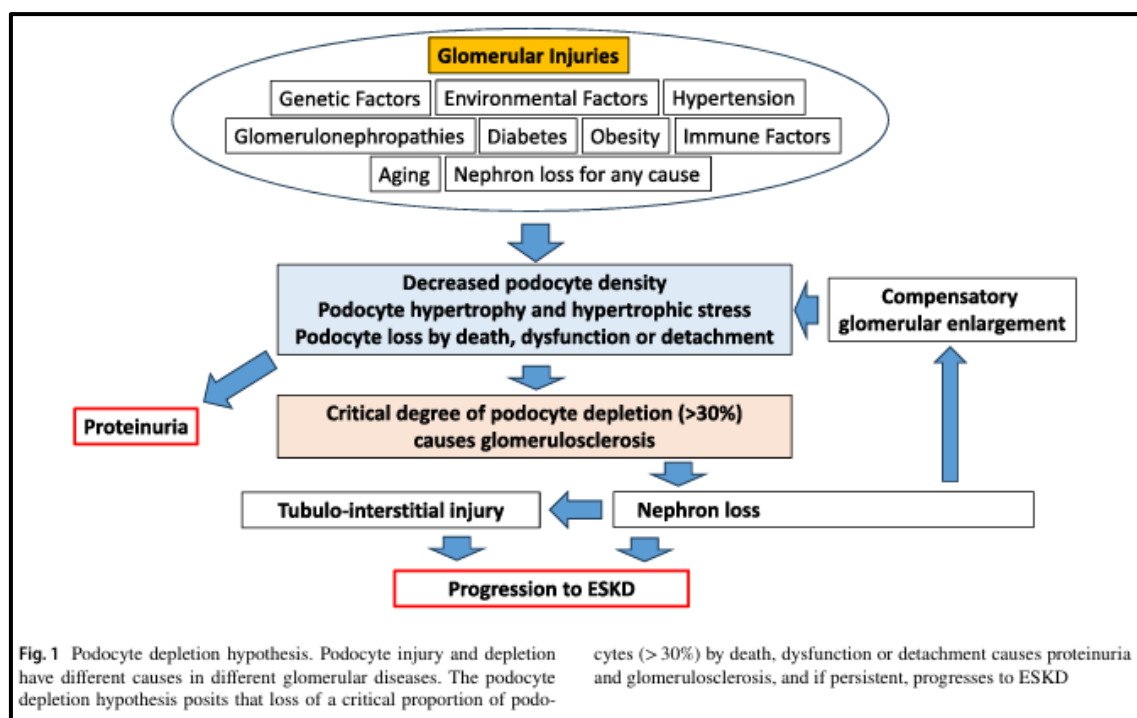 Glomerular Injuries
Genetic Factors Environmental Factors Hypertension
Glomerulonephropathies Diabetes Obesity Immune Factors
Aging Nephron loss for any cause
Decreased podocyte density
Podocyte hypertrophy and hypertrophic stress
Podocyte loss by death, dysfunction or detachment
Compensatory
glomerular enlargement
Proteinuria
Critical degree of podocyte depletion (>30%)
causes glomerulosclerosis
Tubulo-interstitial injury
Nephron loss
Progression to ESKD
Fig. 1 Podocyte depletion hypothesis. Podocyte injury and depletion
have different causes in different glomerular diseases. The podocyte
depletion hypothesis posits that loss of a critical proportion of podo-
cytes (> 30%) by death, dysfunction or detachment causes proteinuria
and glomerulosclerosis, and if persistent, progresses to ESKD